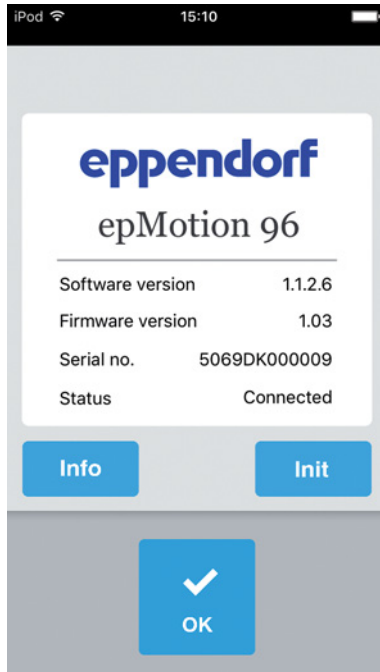 iPod 15:10
eppendorf
epMotion 96
Software version 1.1.2.6
Firmware version 1.03
Serial no. 5069DK000009
Status Connected
Info Init
OK